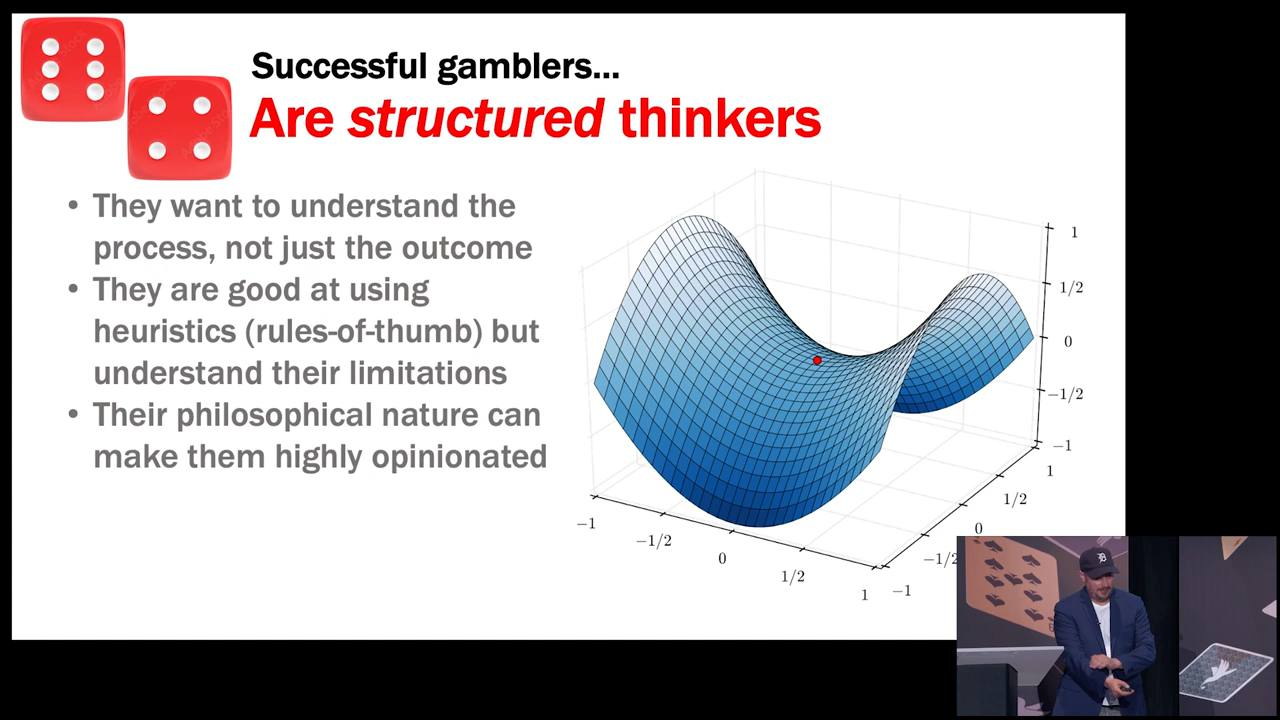 Successful gamblers...
Are structured thinkers
• They want to understand the
process, not just the outcome
• They are good at using
heuristics (rules-of-thumb) but
understand their limitations
• Their philosophical nature can
make them highly opinionated
1
1/2
0
−1/2
−1
1
1/2
0
−1/2
−1
−1
−1/2
0
1/2
1